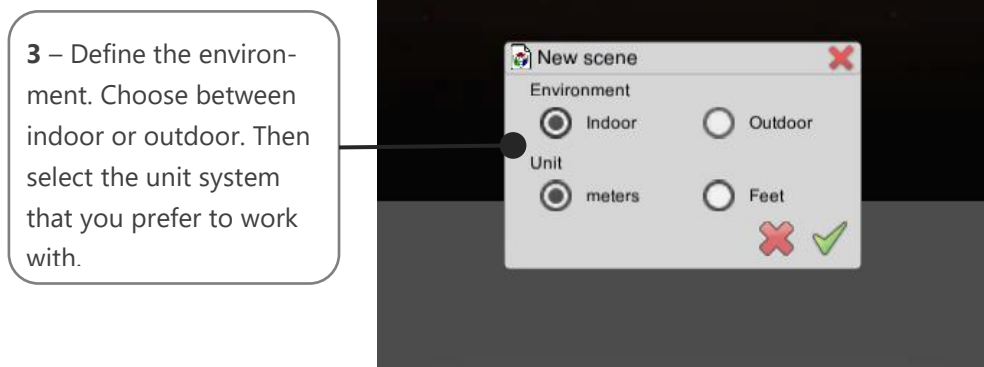 3 – Define the environ-
ment. Choose between
indoor or outdoor. Then
select the unit system
that you prefer to work
with.
New scene
Environment
Indoor Outdoor
Unit
meters Feet